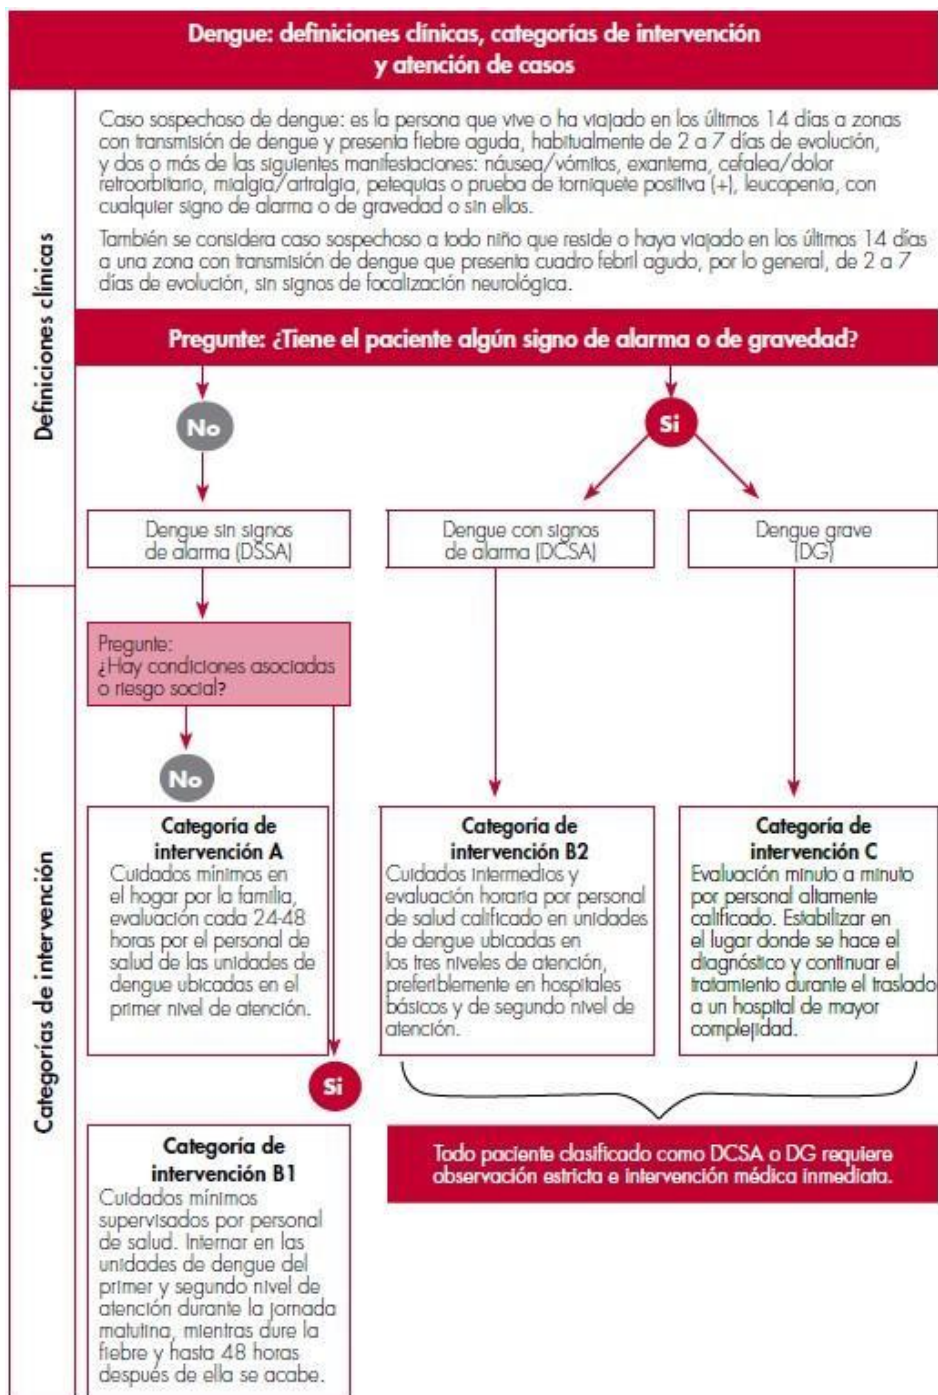 Dengue: definiciones clínicas, categorías de intervención
y atención de casos
Definiciones clínicas
Caso sospechoso de dengue: es la persona que vive o ha viajado en los últimos 14 días a zonas
con transmisión de dengue y presenta fiebre aguda, habitualmente de 2 a 7 días de evolución,
y dos o más de las siguientes manifestaciones: náusea/vómitos, exantema, cefalea/dolor
retroorbitario, mialgia/artralgia, petequias o prueba de torniquete positiva (+), leucopenia, con
cualquier signo de alarma o de gravedad o sin ellos.
También se considera caso sospechoso a todo niño que reside o haya viajado en los últimos 14 días
a una zona con transmisión de dengue que presenta cuadro febril agudo, por lo general, de 2 a 7
días de evolución, sin signos de focalización neurológica.
Pregunte: ¿Tiene el paciente algún signo de alarma o de gravedad?
No
Si
Dengue sin signos
de alarma (DSSA)
Dengue con signos
de alarma (DCSA)
Dengue grave
(DG)
Categorías de intervención
Pregunte:
¿Hay condiciones asociadas
o riesgo social?
No
Categoría de
intervención A
Cuidados mínimos en
el hogar por la familia,
evaluación cada 24-48
horas por el personal de
salud de las unidades de
dengue ubicadas en el
primer nivel de atención.
Categoría de
intervención B2
Cuidados intermedios y
evaluación horaria por personal
de salud calificado en unidades
de dengue ubicadas en
los tres niveles de atención,
preferiblemente en hospitales
básicos y de segundo nivel de
atención.
Categoría de
intervención C
Evaluación minuto a minuto
por personal altamente
calificado. Estabilizar en
el lugar donde se hace el
diagnóstico y continuar el
tratamiento durante el traslado
a un hospital de mayor
complejidad.
Si
Categoría de
intervención B1
Cuidados mínimos
supervisados por personal
de salud. Internar en las
unidades de dengue del
primer y segundo nivel de
atención durante la jornada
matutina, mientras dure la
fiebre y hasta 48 horas
después de ella se acabe.
Todo paciente clasificado como DCSA o DG requiere
observación estricta e intervención médica inmediata.